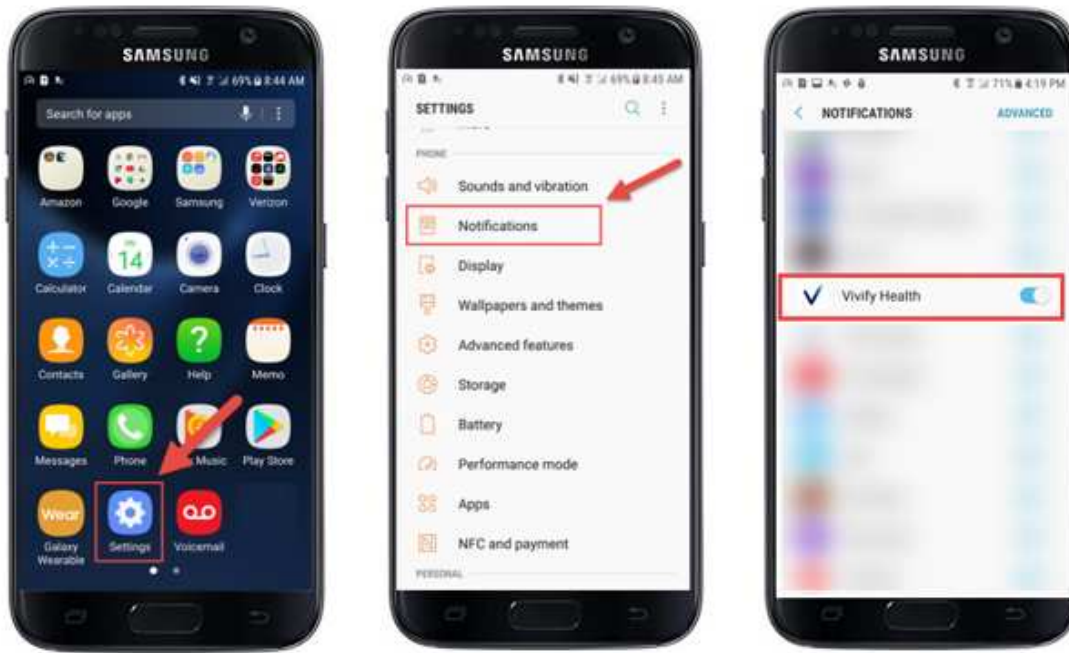 SAMSUNG
69% 8:44 AM
Search for apps
Amazon Google Samsung Verizon
14
Calculator Calendar Camera Clock
Contacts Gallery Help Memo
Messages Phone Music Play Store
Wear
Galaxy Wearable Settings Voicemail
SAMSUNG
69% 8:45 AM
SETTINGS
PHONE
Sounds and vibration
Notifications
Display
Wallpapers and themes
Advanced features
Storage
Battery
Performance mode
Apps
NFC and payment
PERSONAL
SAMSUNG
71% 4:19 PM
NOTIFICATIONS ADVANCED
Vivify Health